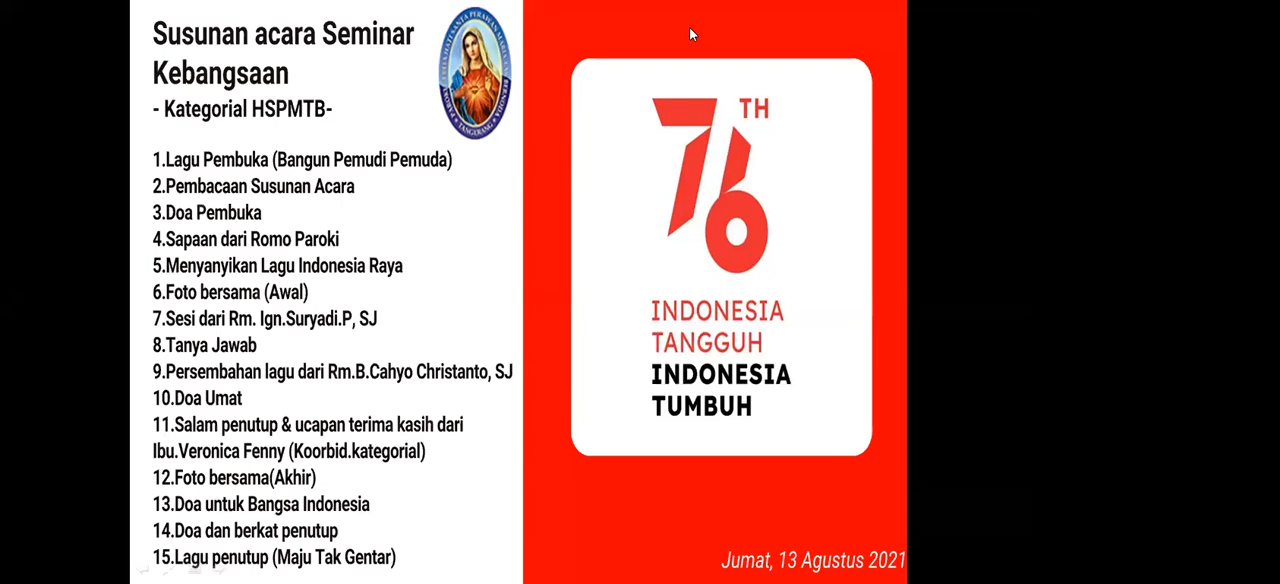 Susunan acara Seminar
Kebangsaan
- Kategorial HSPMTB-
1.Lagu Pembuka (Bangun Pemudi Pemuda)
2.Pembacaan Susunan Acara
3.Doa Pembuka
4.Sapaan dari Romo Paroki
5.Menyanyikan Lagu Indonesia Raya
6.Foto bersama (Awal)
7.Sesi dari Rm. Ign.Suryadi.P, SJ
8.Tanya Jawab
9.Persembahan lagu dari Rm.B.Cahyo Christanto, SJ
10.Doa Umat
11.Salam penutup & ucapan terima kasih dari
Ibu.Veronica Fenny (Koorbid.kategorial)
12.Foto bersama(Akhir)
13.Doa untuk Bangsa Indonesia
14.Doa dan berkat penutup
15.Lagu penutup (Maju Tak Gentar)
76 TH
INDONESIA
TANGGUH
INDONESIA
TUMBUH
Jumat, 13 Agustus 2021
TANGERANG